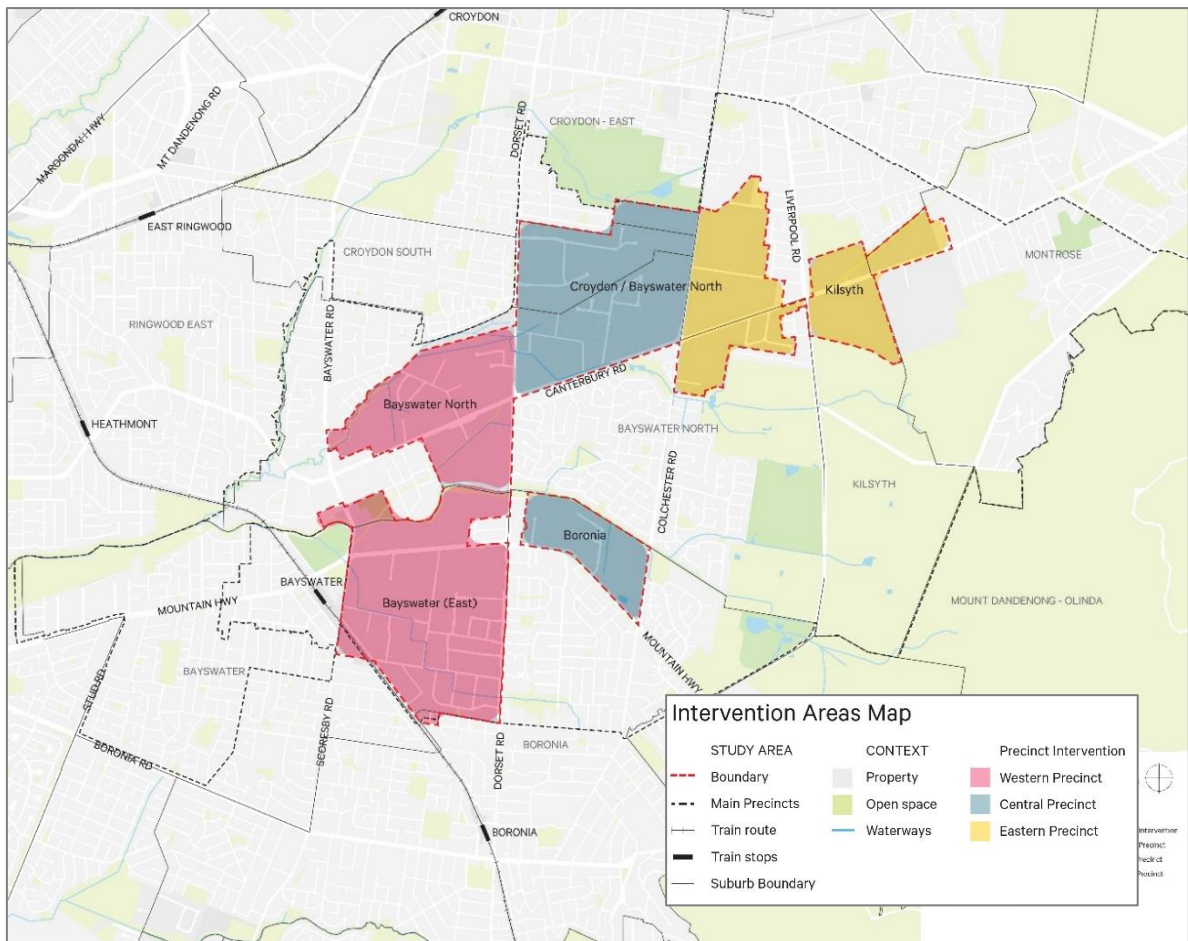 CROYDON
MAROONDAH HWY
MT DANDENONG RD
DORSET RD
CROYDON - EAST
EAST RINGWOOD
CROYDON SOUTH
LIVERPOOL RD
MONTROSE
Kilsyth
Croydon / Bayswater North
RINGWOOD EAST
BAYSWATER RD
CANTERBURY RD
Bayswater North
HEATHMONT
BAYSWATER NORTH
COLCHESTER RD
KILSYTH
Boronia
BAYSWATER
MOUNTAIN HWY
Bayswater (East)
MOUNT DANDENONG - OLINDA
BAYSWATER
STUD RD
SCORESBY RD
MOUNTAIN HWY
BORONIA RD
DORSET RD
BORONIA
BORONIA
Intervention Areas Map
STUDY AREA
Boundary
Main Precincts
Train route
Train stops
Suburb Boundary
CONTEXT
Property
Open space
Waterways
Precinct Intervention
Western Precinct
Central Precinct
Eastern Precinct
Intervention
Precinct
Precinct
Precinct